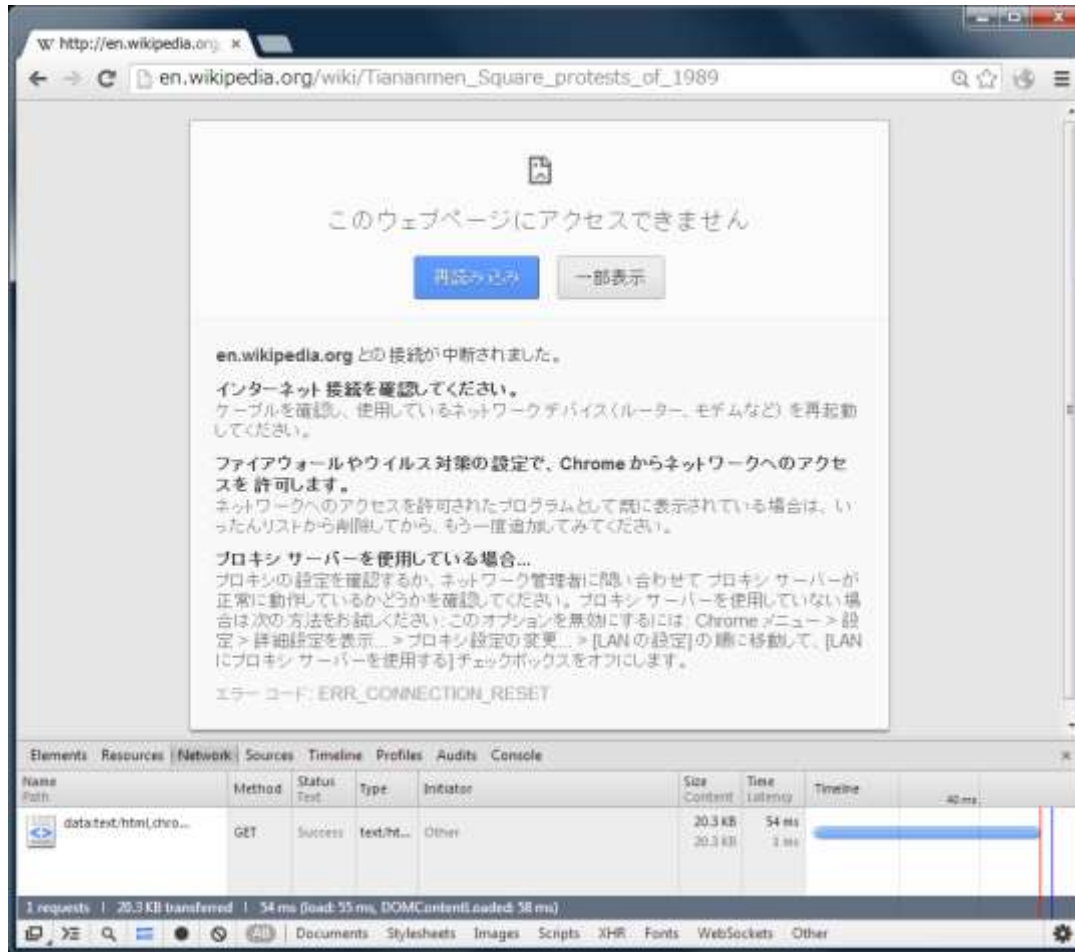 http://en.wikipedia.org
en.wikipedia.org/wiki/Tiananmen_Square_protests_of_1989
このウェブページにアクセスできません
再読み込み 一部表示
en.wikipedia.org との接続が中断されました。
インターネット接続を確認してください。
ケーブルを確認し、使用しているネットワークデバイス(ルーター、モデムなど) を再起動
してください。
ファイアウォールやウイルス対策の設定で、Chrome からネットワークへのアクセ
スを許可します。
ネットワークへのアクセスを許可されたプログラムとして既に表示されている場合は、い
ったんリストから削除してから、もう一度追加してみてください。
プロキシ サーバーを使用している場合...
プロキシの設定を確認するか、ネットワーク管理者に問い合わせて プロキシ サーバーが
正常に動作しているかどうかを確認してください。プロキシ サーバーを使用していない場
合は次の方法をお試しください: このオプションを無効にするには: Chrome メニュー > 設
定 > 詳細設定を表示... > プロキシ設定の変更... > [LAN の設定] の順に移動して、[LAN
にプロキシ サーバーを使用する] チェックボックスをオフにします。
エラー コード: ERR_CONNECTION_RESET
Elements Resources Network Sources Timeline Profiles Audits Console
Name Method Status Type Initiator Size Time Timeline
Path Text Content Latency 40 ms
data:text/html,chro... GET Success text/ht... Other 20.3 KB 54 ms
20.3 KB 3 ms
1 requests | 20.3 KB transferred | 54 ms (load: 55 ms, DOMContentLoaded: 58 ms)
All Documents Stylesheets Images Scripts XHR Fonts WebSockets Other